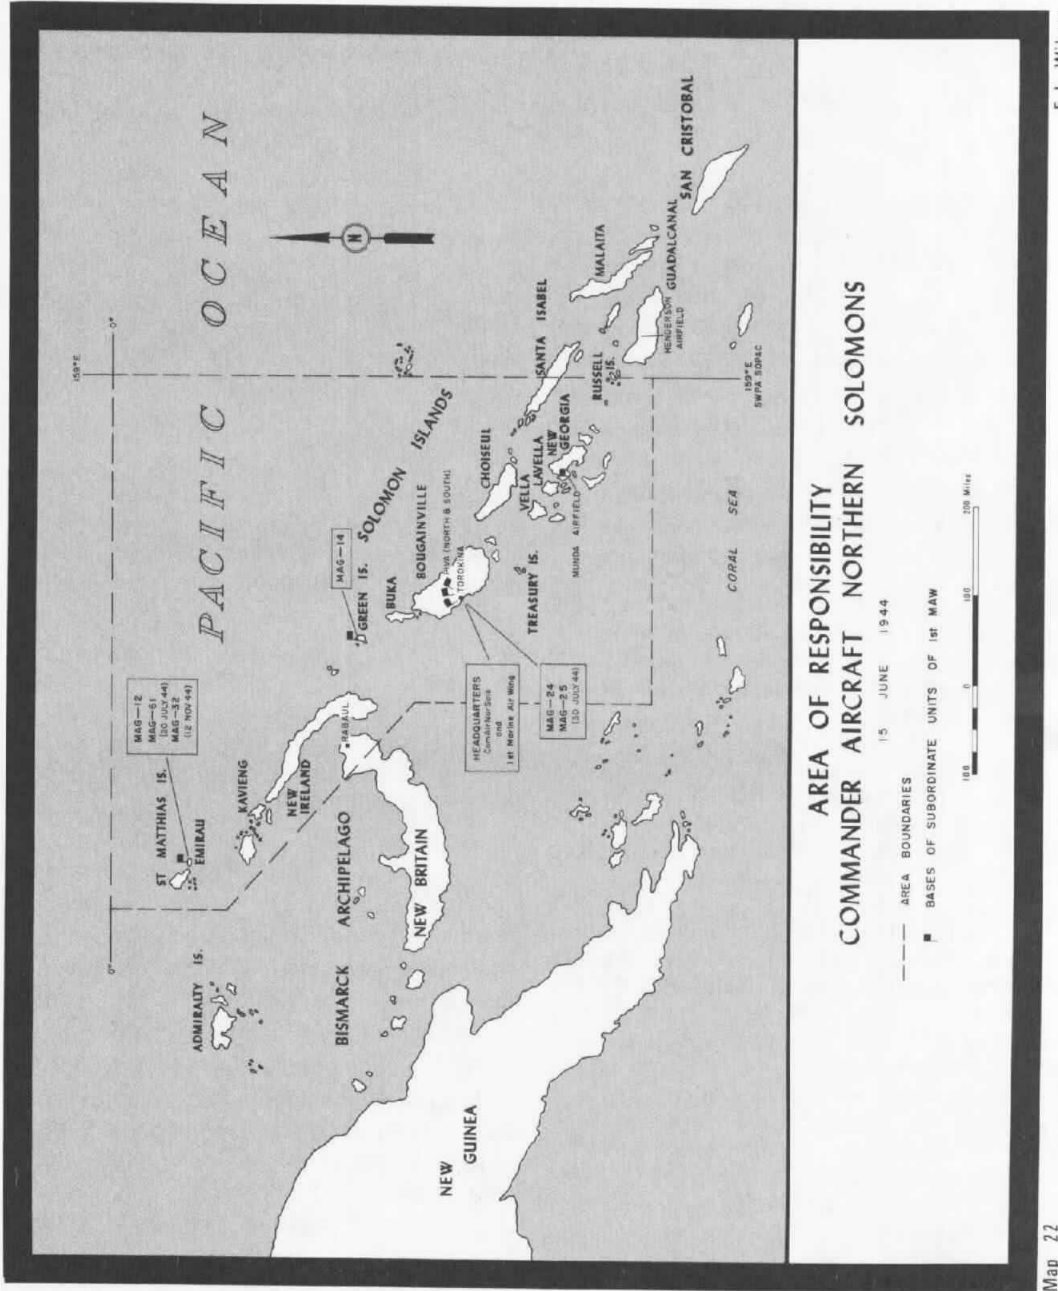 PACIFIC OCEAN
159°E
0°
0°
N
ADMIRALTY IS.
ST MATTHIAS IS.
EMIRAU
MAG-12
MAG-61
(20 JULY 44)
MAG-32
(12 NOV 44)
KAVIENG
NEW
IRELAND
BISMARCK ARCHIPELAGO
NEW BRITAIN
RABAUL
MAG-14
GREEN IS.
SOLOMON ISLANDS
BUKA
BOUGAINVILLE
PIVA (NORTH & SOUTH)
TOROKINA
HEADQUARTERS
ComAirNorSols
and
1st Marine Air Wing
MAG-24
MAG-25
(30 JULY 44)
TREASURY IS.
CHOISEUL
VELLA
LAVELLA
NEW
GEORGIA
MUNDA AIRFIELD
SANTA ISABEL
RUSSELL
IS.
MALAITA
GUADALCANAL
HENDERSON
AIRFIELD
SAN CRISTOBAL
159°E
SWPA SOPAC
CORAL SEA
NEW
GUINEA
AREA OF RESPONSIBILITY
COMMANDER AIRCRAFT NORTHERN SOLOMONS
15 JUNE 1944
AREA BOUNDARIES
BASES OF SUBORDINATE UNITS OF 1st MAW
100 0 100 200 Miles
Map 22